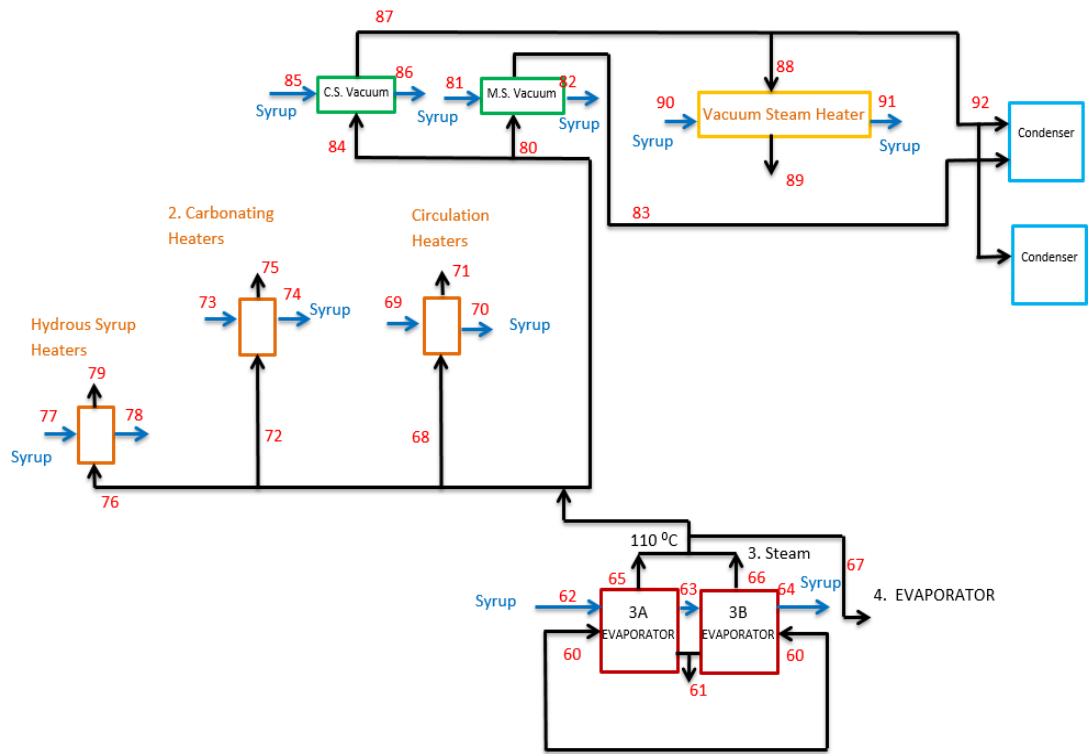 87
85
86
81
82
88
C.S. Vacuum
M.S. Vacuum
90
91
92
Vacuum Steam Heater
Condenser
Syrup
Syrup
Syrup
Syrup
Syrup
84
80
89
83
2. Carbonating
Heaters
Circulation
Heaters
Condenser
75
71
73
74
Syrup
69
70
Syrup
Hydrous Syrup
Heaters
79
77
78
Syrup
72
68
76
110 ⁰C
3. Steam
67
65
63
66
64
Syrup
Syrup
62
4. EVAPORATOR
3A
EVAPORATOR
3B
EVAPORATOR
60
60
61